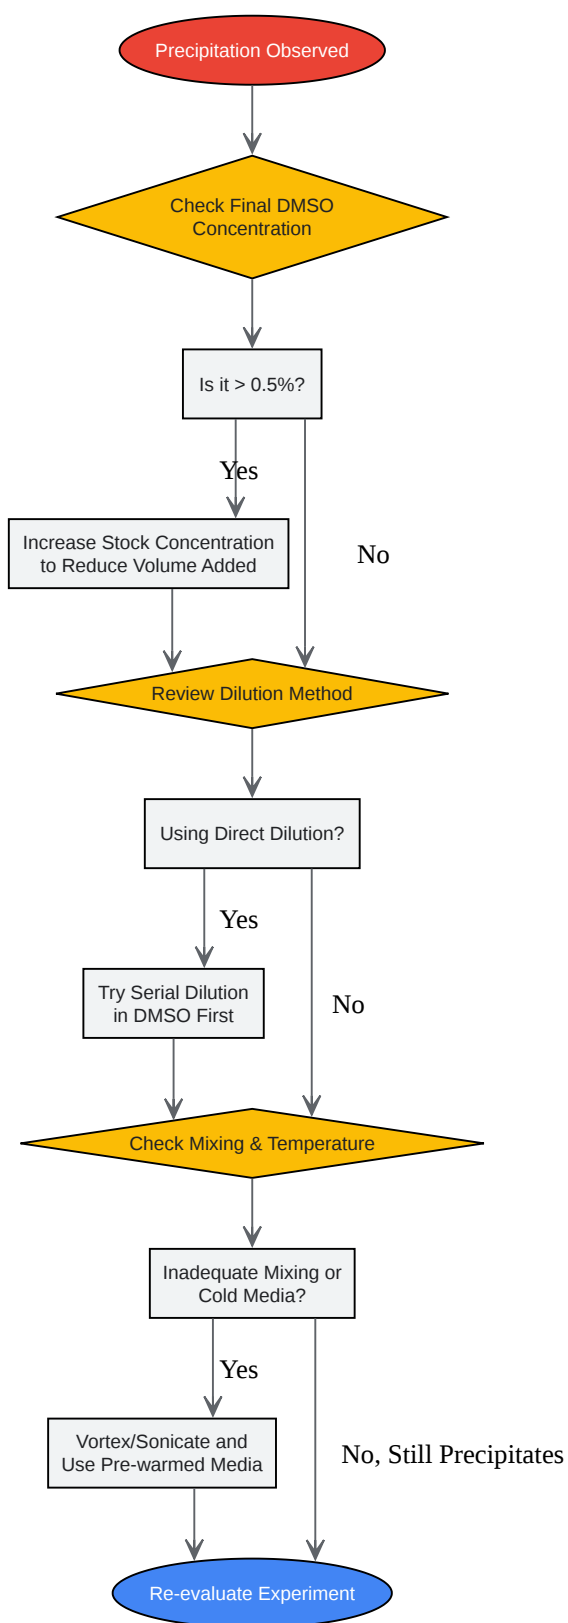 Precipitation Observed
Check Final DMSO
Concentration
Is it > 0.5%?
Yes
Increase Stock Concentration
to Reduce Volume Added
No
Review Dilution Method
Using Direct Dilution?
Yes
Try Serial Dilution
in DMSO First
No
Check Mixing & Temperature
Inadequate Mixing or
Cold Media?
Yes
Vortex/Sonicate and
Use Pre-warmed Media
No, Still Precipitates
Re-evaluate Experiment